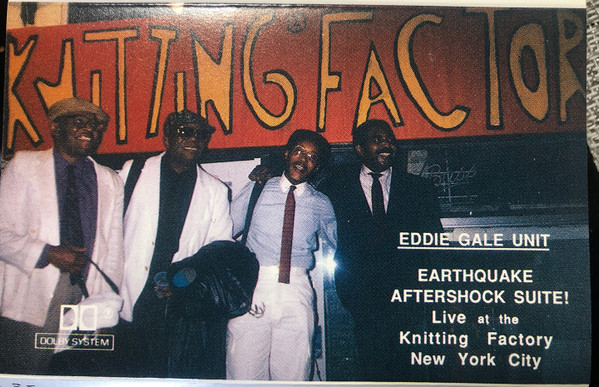 KNITTING FACTOR
EDDIE GALE UNIT
EARTHQUAKE
AFTERSHOCK SUITE!
Live at the
Knitting Factory
New York City
DOLBY SYSTEM